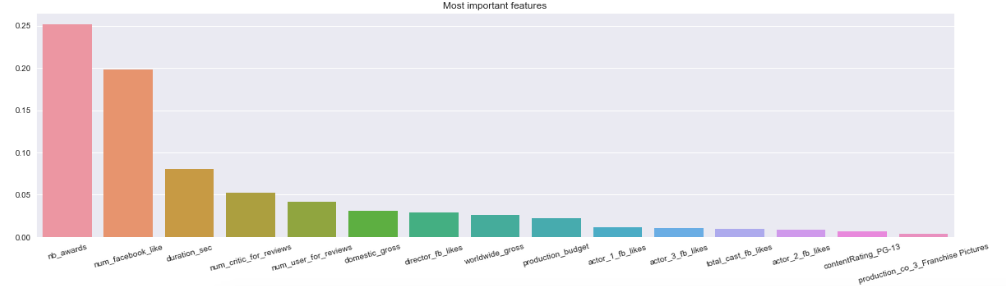 Most important features
0.25
0.20
0.15
0.10
0.05
0.00
nb_awards
num_facebook_like
duration_sec
num_critic_for_reviews
num_user_for_reviews
domestic_gross
director_fb_likes
worldwide_gross
production_budget
actor_1_fb_likes
actor_3_fb_likes
total_cast_fb_likes
actor_2_fb_likes
contentRating_PG-13
production_co_3_Franchise Pictures